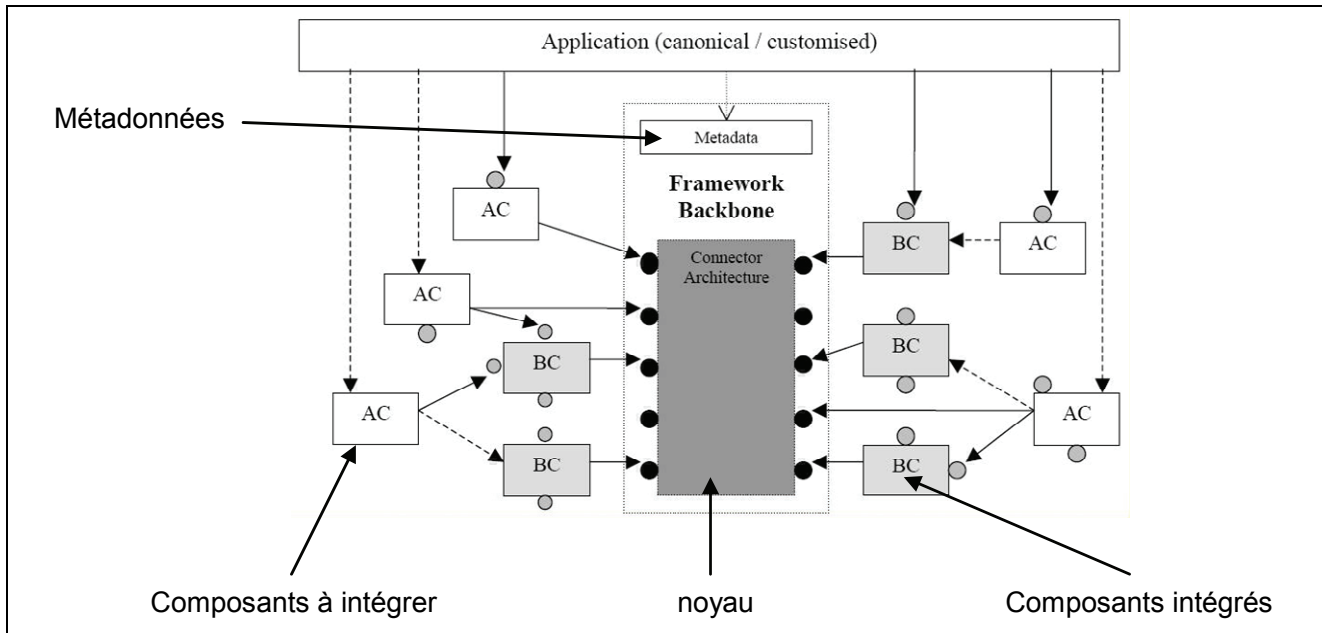 Application (canonical / customised)
Métadonnées
Metadata
Framework
Backbone
AC
BC
AC
Connector
Architecture
AC
BC
BC
AC
AC
BC
BC
Composants à intégrer
noyau
Composants intégrés